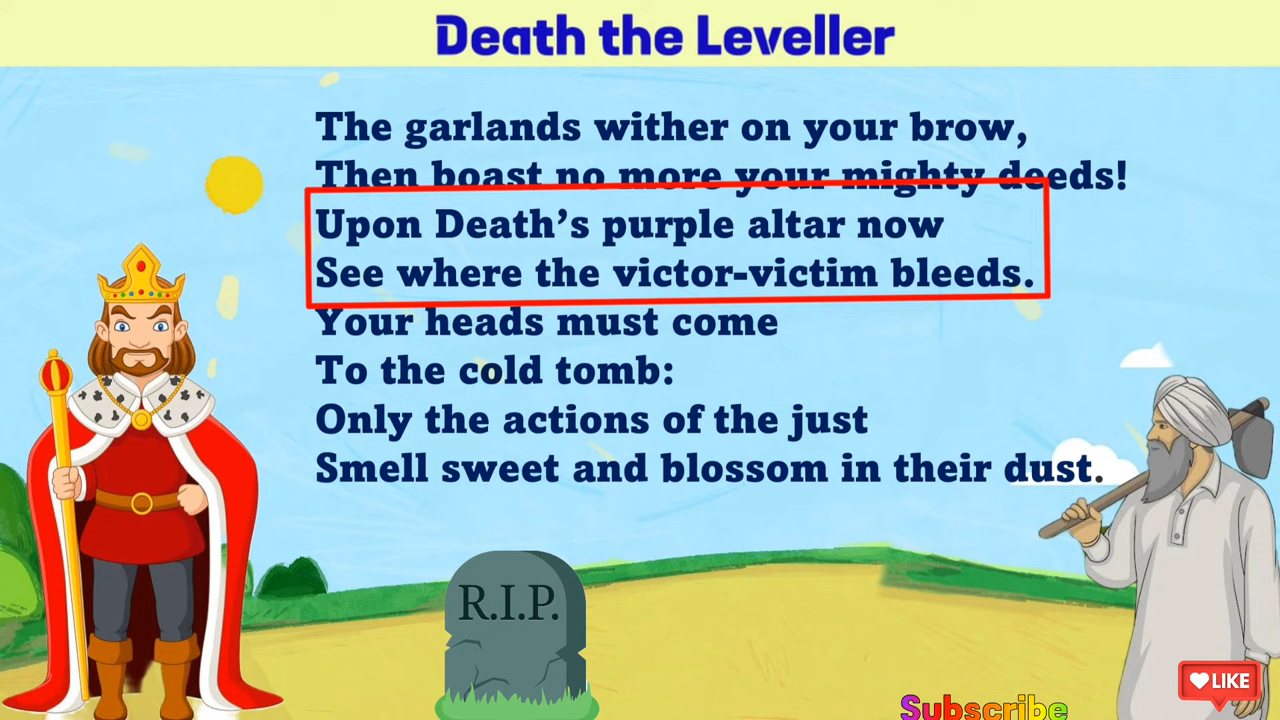 Death the Leveller
The garlands wither on your brow,
Then boast no more your mighty deeds!
Upon Death's purple altar now
See where the victor-victim bleeds.
Your heads must come
To the cold tomb:
Only the actions of the just
Smell sweet and blossom in their dust.
R.I.P.
LIKE
Subscribe